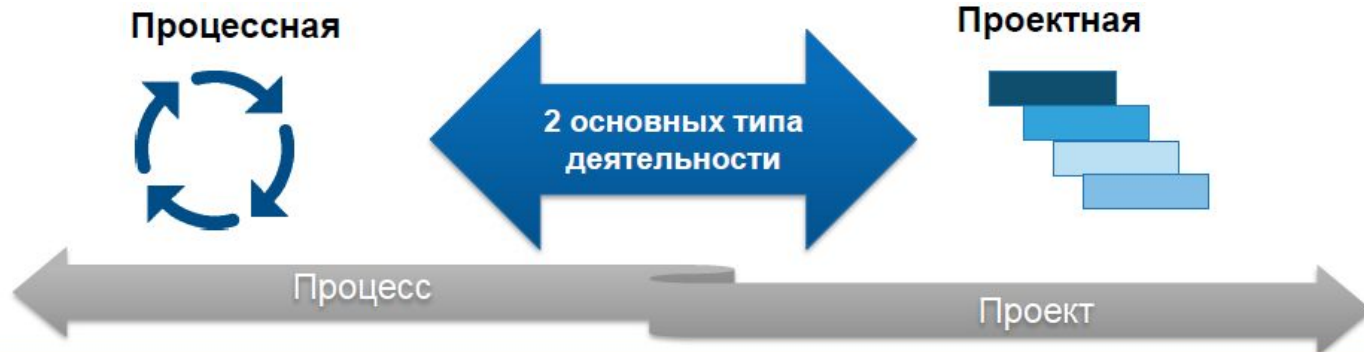 Процессная
Проектная
2 основных типа
деятельности
Процесс
Проект